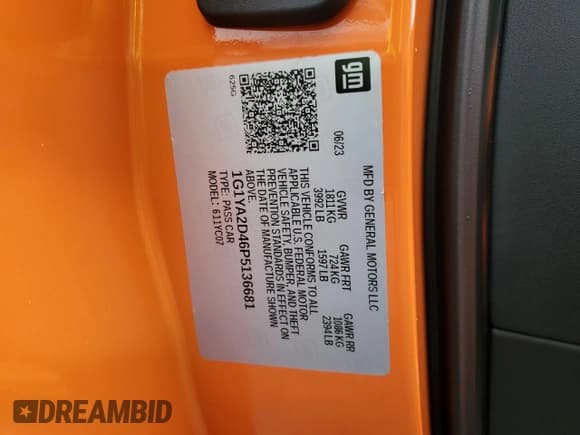 gm
MFD BY GENERAL MOTORS LLC
06/23
GVWR GAWR FRT GAWR RR
1811 KG 724 KG 1086 KG
3992 LB 1597 LB 2394 LB
THIS VEHICLE CONFORMS TO ALL
APPLICABLE U.S. FEDERAL MOTOR
VEHICLE SAFETY, BUMPER, AND THEFT
PREVENTION STANDARDS IN EFFECT ON
THE DATE OF MANUFACTURE SHOWN
ABOVE.
1G1YA2D46P5136681
TYPE: PASS CAR
MODEL: 611YC07
625G
DREAMBID